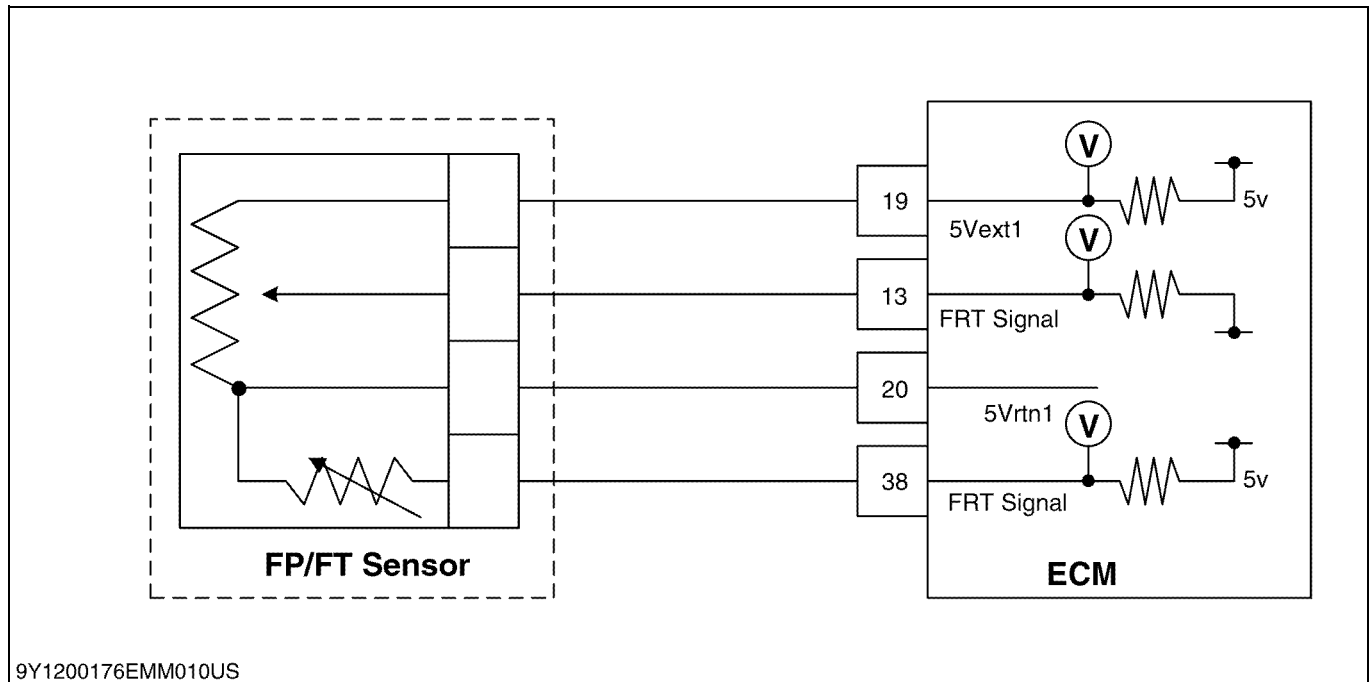 V
19
5Vext1
5v
V
13
FRT Signal
20
5Vrtn1
V
38
FRT Signal
5v
FP/FT Sensor
ECM
9Y1200176EMM010US